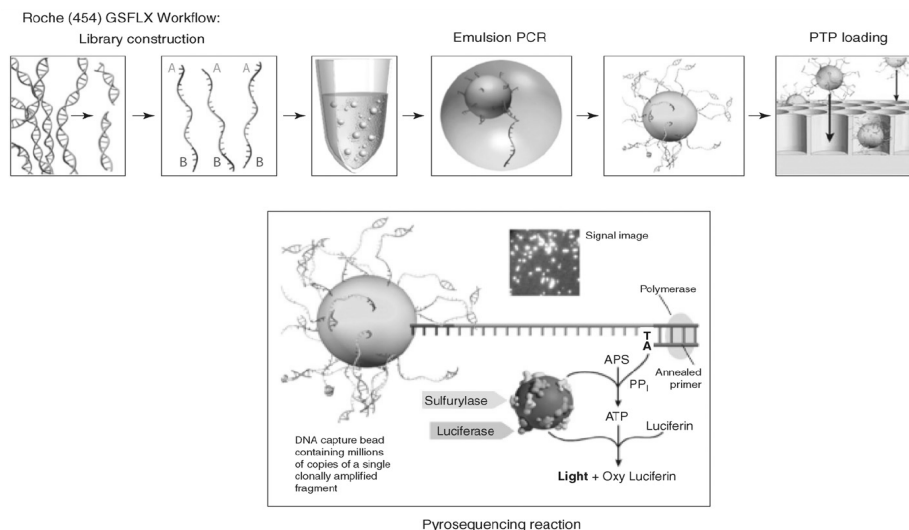 Roche (454) GSFLX Workflow:
Library construction
Emulsion PCR
PTP loading
A A A
B B B
Signal image
Polymerase
T
A
Annealed
primer
APS
PPI
Sulfurylase
ATP
Luciferin
Luciferase
Light + Oxy Luciferin
DNA capture bead
containing millions
of copies of a single
clonally amplified
fragment
Pyrosequencing reaction